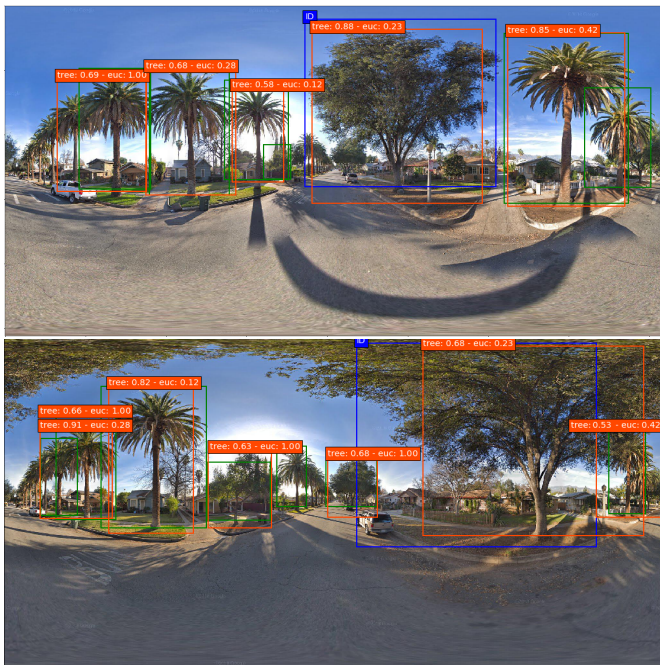 ID
tree: 0.88 - euc: 0.23
tree: 0.85 - euc: 0.42
tree: 0.68 - euc: 0.28
tree: 0.69 - euc: 1.00
tree: 0.58 - euc: 0.12
ID
tree: 0.68 - euc: 0.23
tree: 0.82 - euc: 0.12
tree: 0.66 - euc: 1.00
tree: 0.91 - euc: 0.28
tree: 0.53 - euc: 0.42
tree: 0.63 - euc: 1.00
tree: 0.68 - euc: 1.00